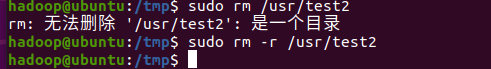 hadoop@ubuntu:/tmp$ sudo rm /usr/test2
rm: 无法删除 '/usr/test2': 是一个目录
hadoop@ubuntu:/tmp$ sudo rm -r /usr/test2
hadoop@ubuntu:/tmp$